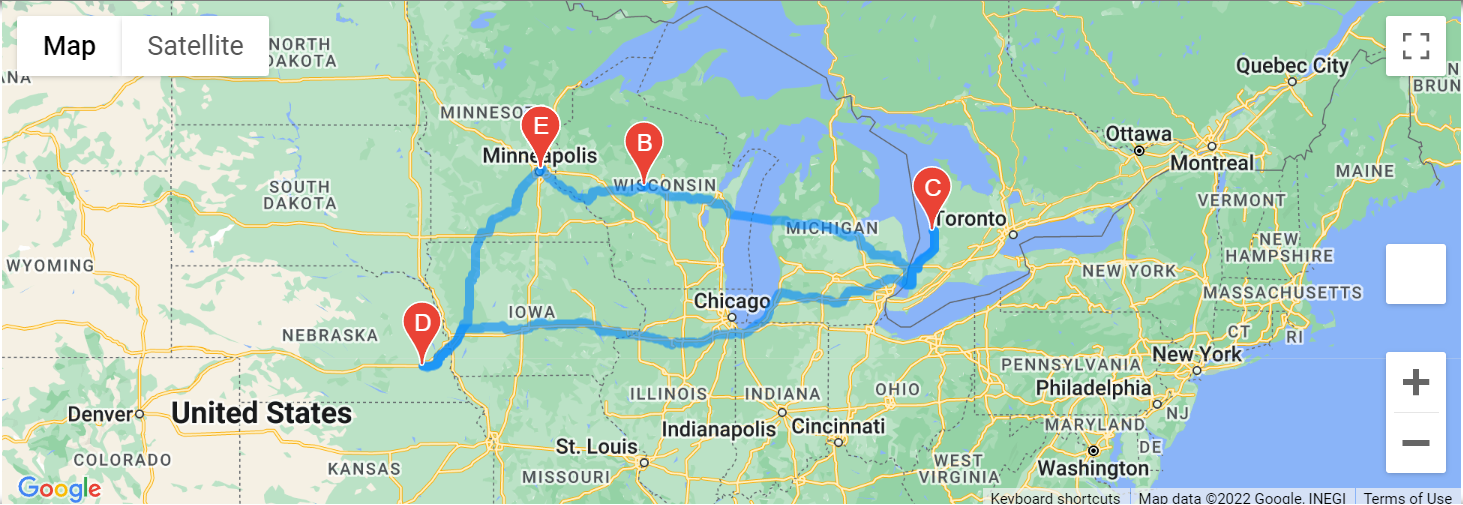 Map
Satellite
NORTH
DAKOTA
ANA
MINNESOT
E
B
Minneapolis
WISCONSIN
SOUTH
DAKOTA
C
Toronto
MICHIGAN
Quebec City
Ottawa
Montreal
BRUN
MAINE
VERMONT
NEW
HAMPSHIRE
NEW YORK
MASSACHUSETTS
CT
RI
WYOMING
Chicago
IOWA
D
NEBRASKA
New York
PENNSYLVANIA
Philadelphia
NJ
ILLINOIS
INDIANA
OHIO
Denver
United States
Indianapolis
Cincinnati
MARYLAND
DE
St. Louis
Washington
COLORADO
KANSAS
MISSOURI
WEST
VIRGINIA
+
−
Google
Keyboard shortcuts
Map data ©2022 Google, INEGI
Terms of Use